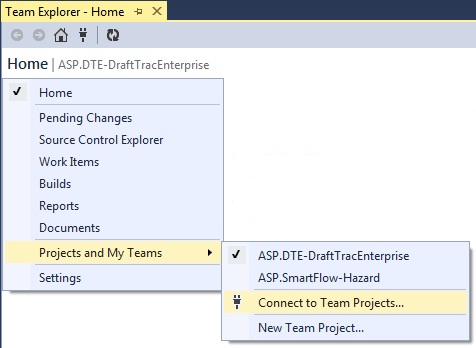 Team Explorer - Home
Home | ASP.DTE-DraftTracEnterprise
Home
Pending Changes
Source Control Explorer
Work Items
Builds
Reports
Documents
Projects and My Teams
Settings
ASP.DTE-DraftTracEnterprise
ASP.SmartFlow-Hazard
Connect to Team Projects...
New Team Project...